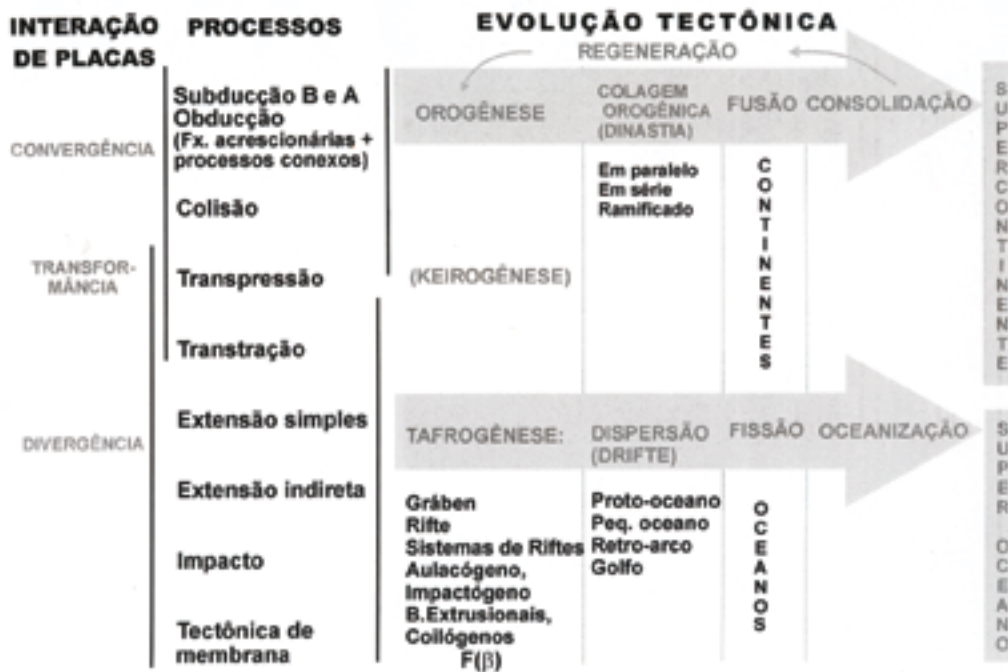 INTERAÇÃO
DE PLACAS
PROCESSOS
EVOLUÇÃO TECTÔNICA
REGENERAÇÃO
CONVERGÊNCIA
Subducção B e A
Obducção
(Fx. acrescionárias +
processos conexos)
Colisão
OROGÊNESE
COLAGEM
OROGÊNICA
(DINASTIA)
FUSÃO
CONSOLIDAÇÃO
Em paralelo
Em série
Ramificado
CONTINENTES
SUPERCONTINENTE
TRANSFOR-
MÂNCIA
Transpressão
(KEIROGÊNESE)
Transtração
DIVERGÊNCIA
Extensão simples
Extensão indireta
Impacto
Tectônica de
membrana
TAFROGÊNESE:
DISPERSÃO
(DRIFTE)
FISSÃO
OCEANIZAÇÃO
Gráben
Rifte
Sistemas de Riftes
Aulacógeno,
Impactógeno
B.Extrusionais,
Coilógenos
F(β)
Proto-oceano
Peq. oceano
Retro-arco
Golfo
OCEANOS
SUPER OCEANO